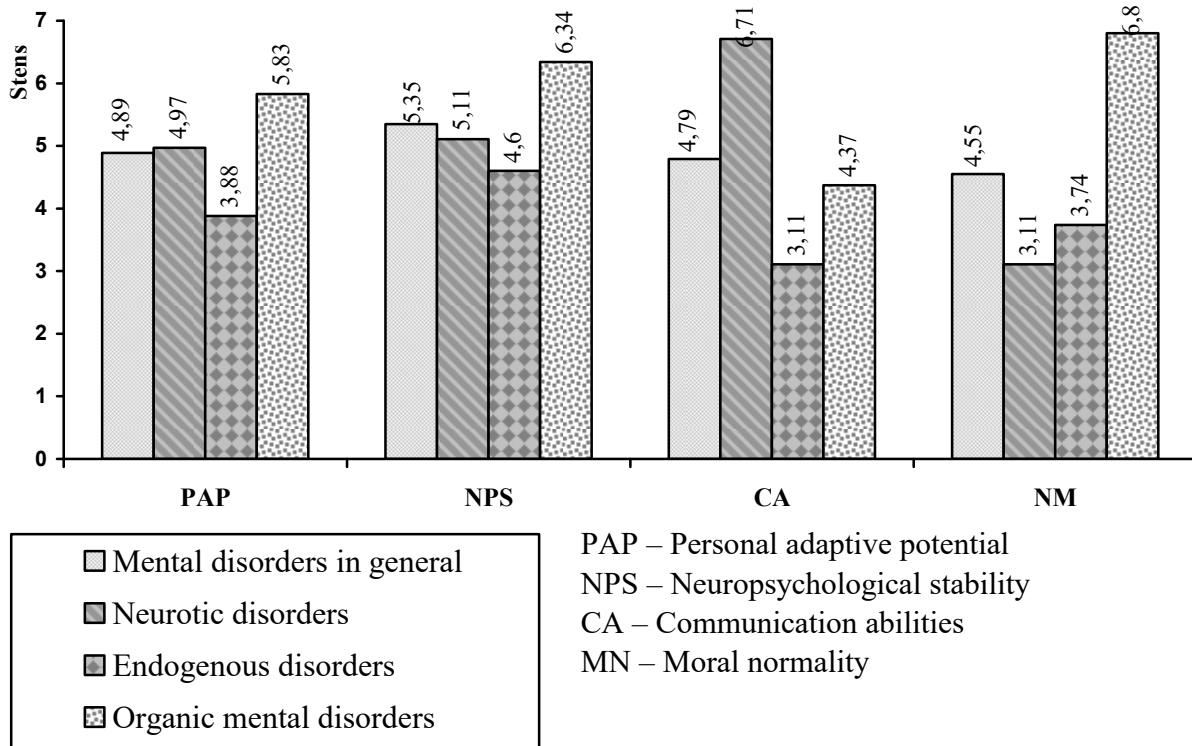 7
6
5
4
3
2
1
0
Stens
4,89
4,97
3,88
5,83
5,35
5,11
4,6
6,34
4,79
6,71
3,11
4,37
4,55
3,11
3,74
6,8
PAP NPS CA NM
Mental disorders in general
Neurotic disorders
Endogenous disorders
Organic mental disorders
PAP – Personal adaptive potential
NPS – Neuropsychological stability
CA – Communication abilities
MN – Moral normality